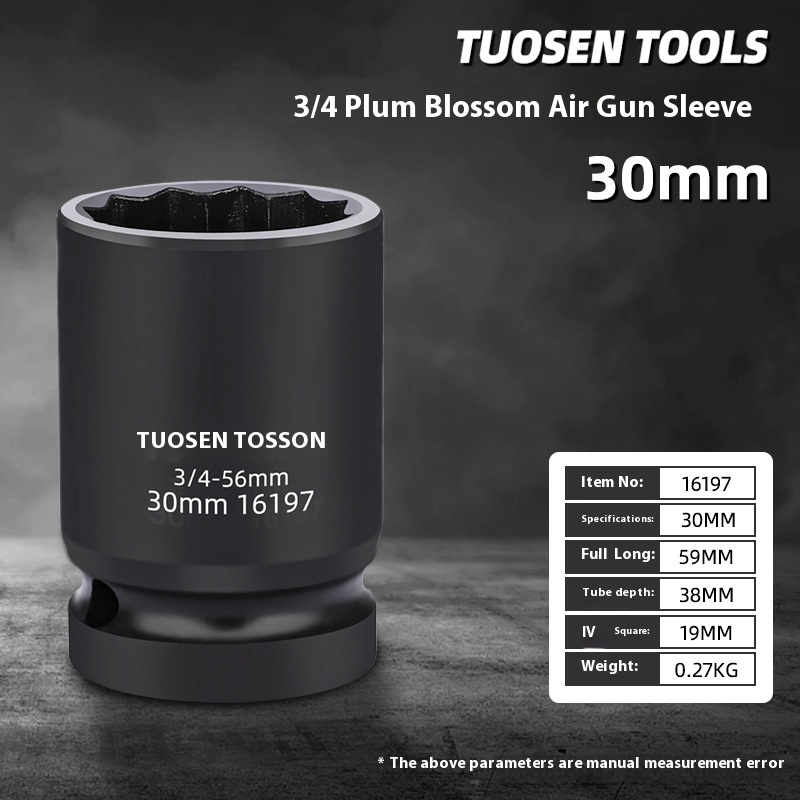 TUOSEN TOOLS
3/4 Plum Blossom Air Gun Sleeve
30mm
TUOSEN TOSSON
3/4-56mm
30mm 16197
Item No: 16197
Specifications: 30MM
Full Long: 59MM
Tube depth: 38MM
IV Square: 19MM
Weight: 0.27KG
* The above parameters are manual measurement error